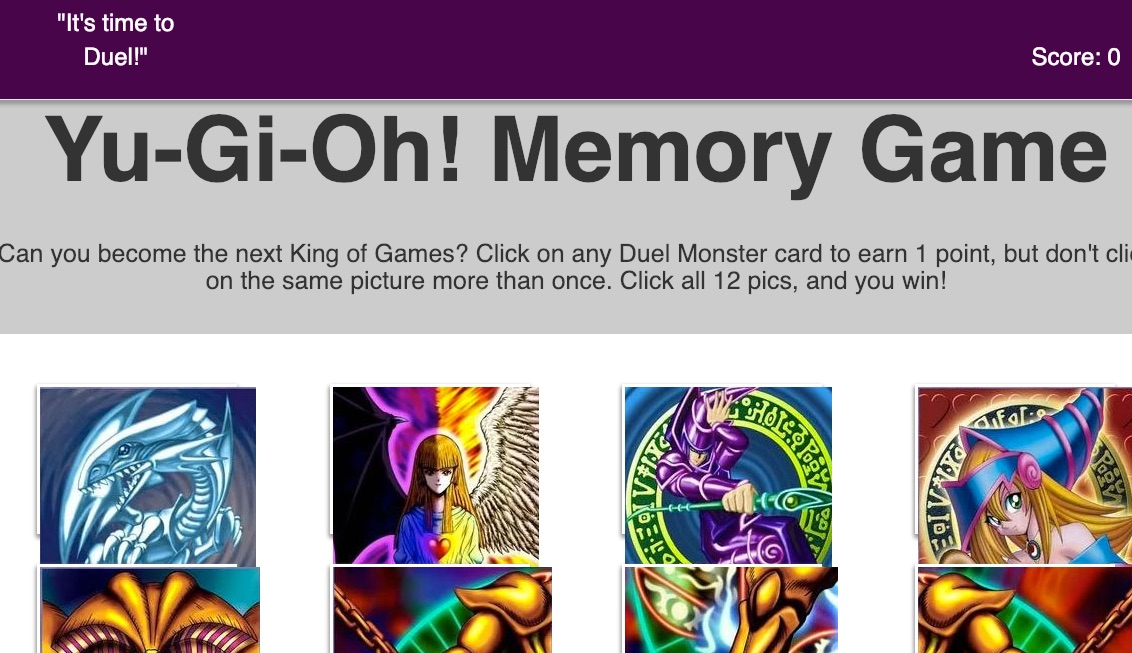 "It's time to
Duel!"
Score: 0
Yu-Gi-Oh! Memory Game
Can you become the next King of Games? Click on any Duel Monster card to earn 1 point, but don't cli
on the same picture more than once. Click all 12 pics, and you win!